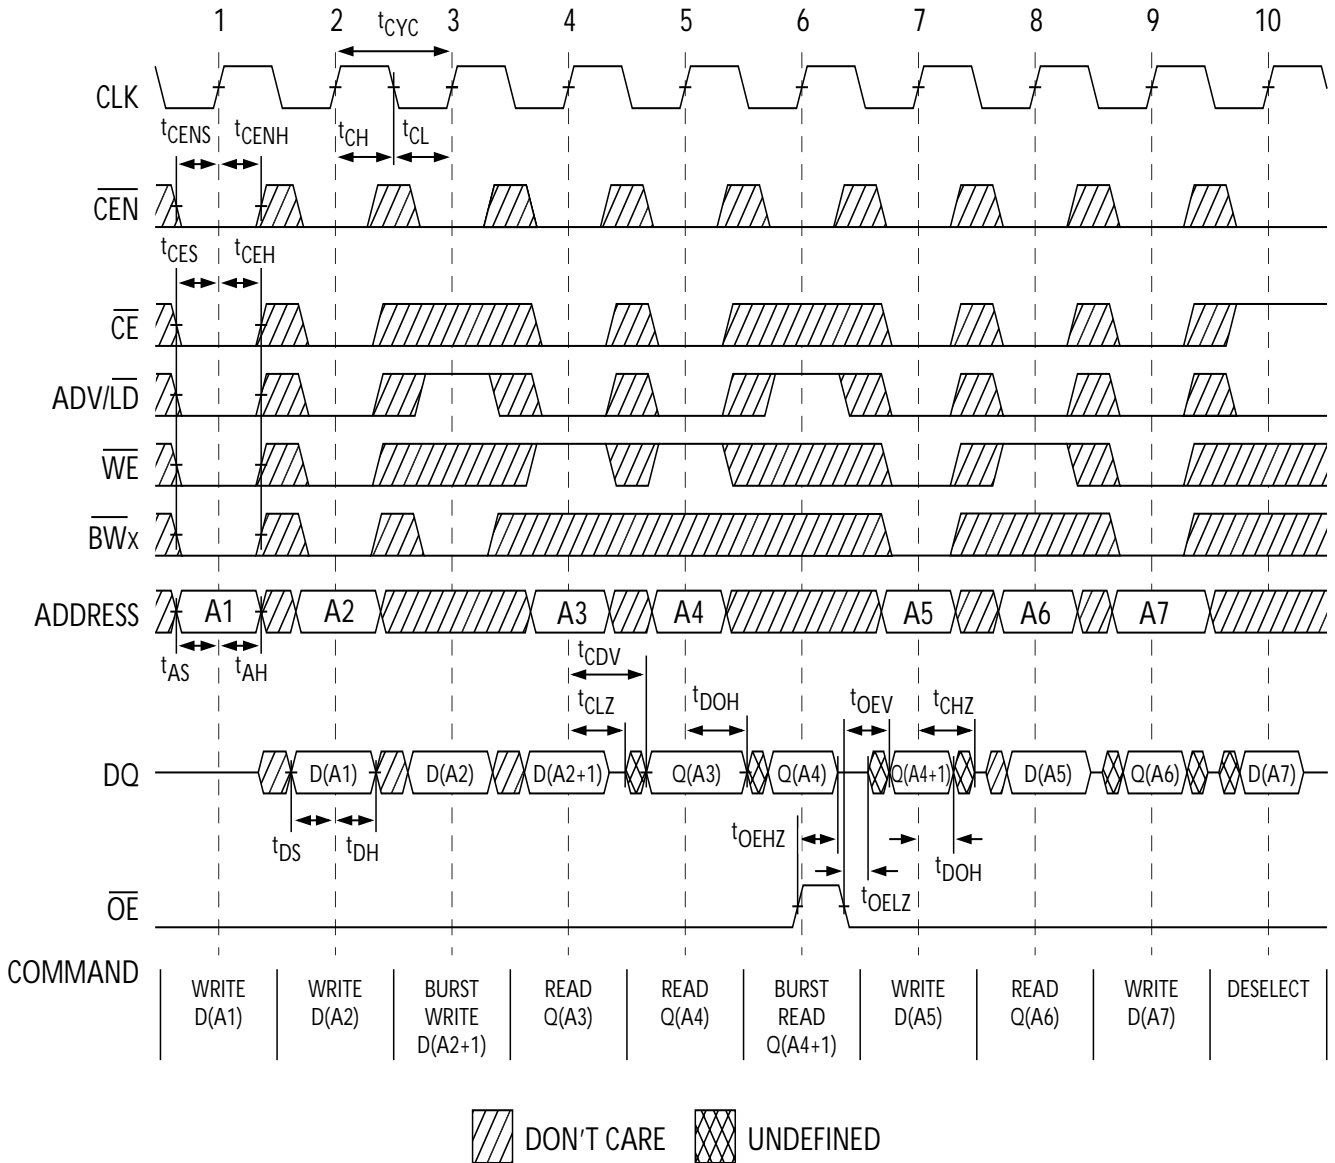 1 2 3 4 5 6 7 8 9 10
tCYC
CLK
tCENS tCENH tCH tCL
CEN
tCES tCEH
CE
ADV/LD
WE
BWx
ADDRESS A1 A2 A3 A4 A5 A6 A7
tAS tAH tCDV
tCLZ tDOH tOEV tCHZ
DQ D(A1) D(A2) D(A2+1) Q(A3) Q(A4) Q(A4+1) D(A5) Q(A6) D(A7)
tDS tDH tOEHZ tDOH
tOELZ
OE
COMMAND
WRITE D(A1)
WRITE D(A2)
BURST WRITE D(A2+1)
READ Q(A3)
READ Q(A4)
BURST READ Q(A4+1)
WRITE D(A5)
READ Q(A6)
WRITE D(A7)
DESELECT
DON'T CARE UNDEFINED